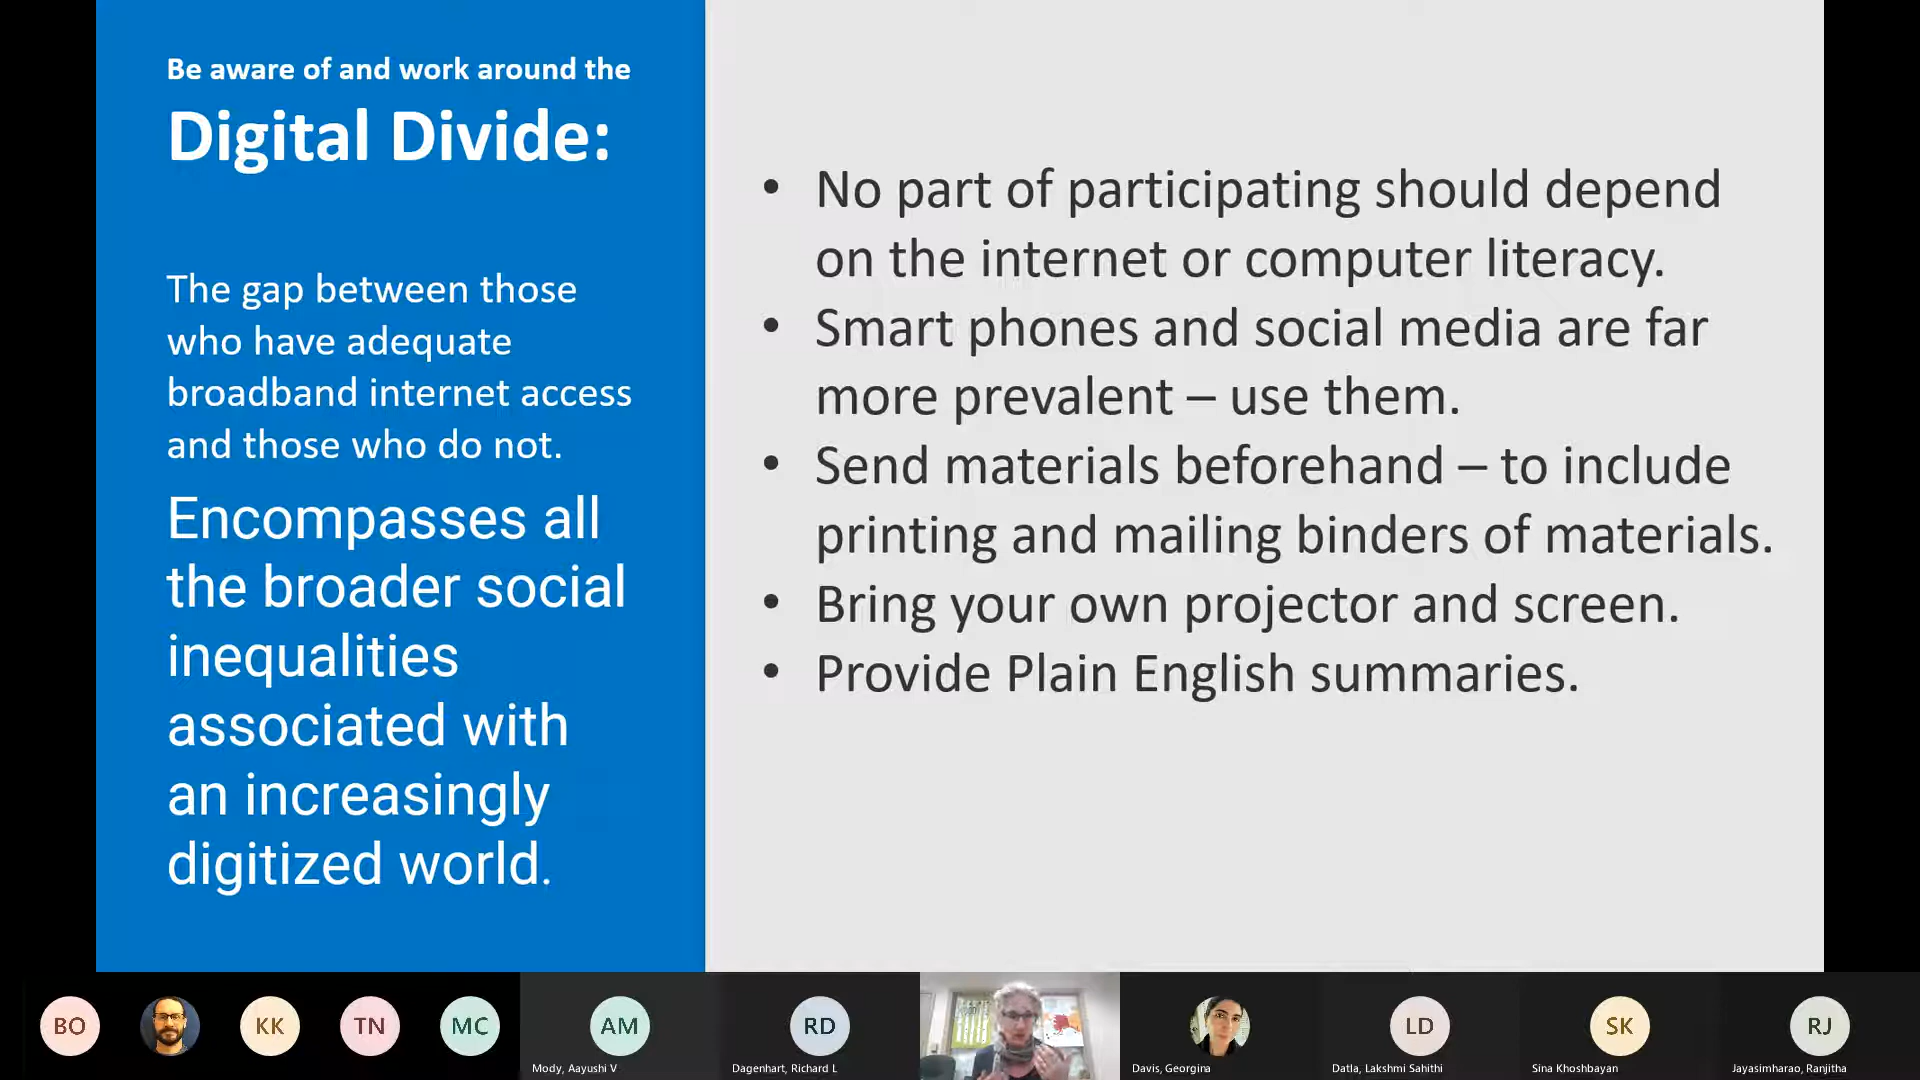 Be aware of and work around the
Digital Divide:
The gap between those
who have adequate
broadband internet access
and those who do not.
Encompasses all
the broader social
inequalities
associated with
an increasingly
digitized world.
• No part of participating should depend
on the internet or computer literacy.
• Smart phones and social media are far
more prevalent – use them.
• Send materials beforehand – to include
printing and mailing binders of materials.
• Bring your own projector and screen.
• Provide Plain English summaries.
BO
KK
TN
MC
AM
Mody, Aayushi V
RD
Dagenhart, Richard L
Davis, Georgina
LD
Datla, Lakshmi Sahithi
SK
Sina Khoshbayan
RJ
Jayasimharao, Ranjitha